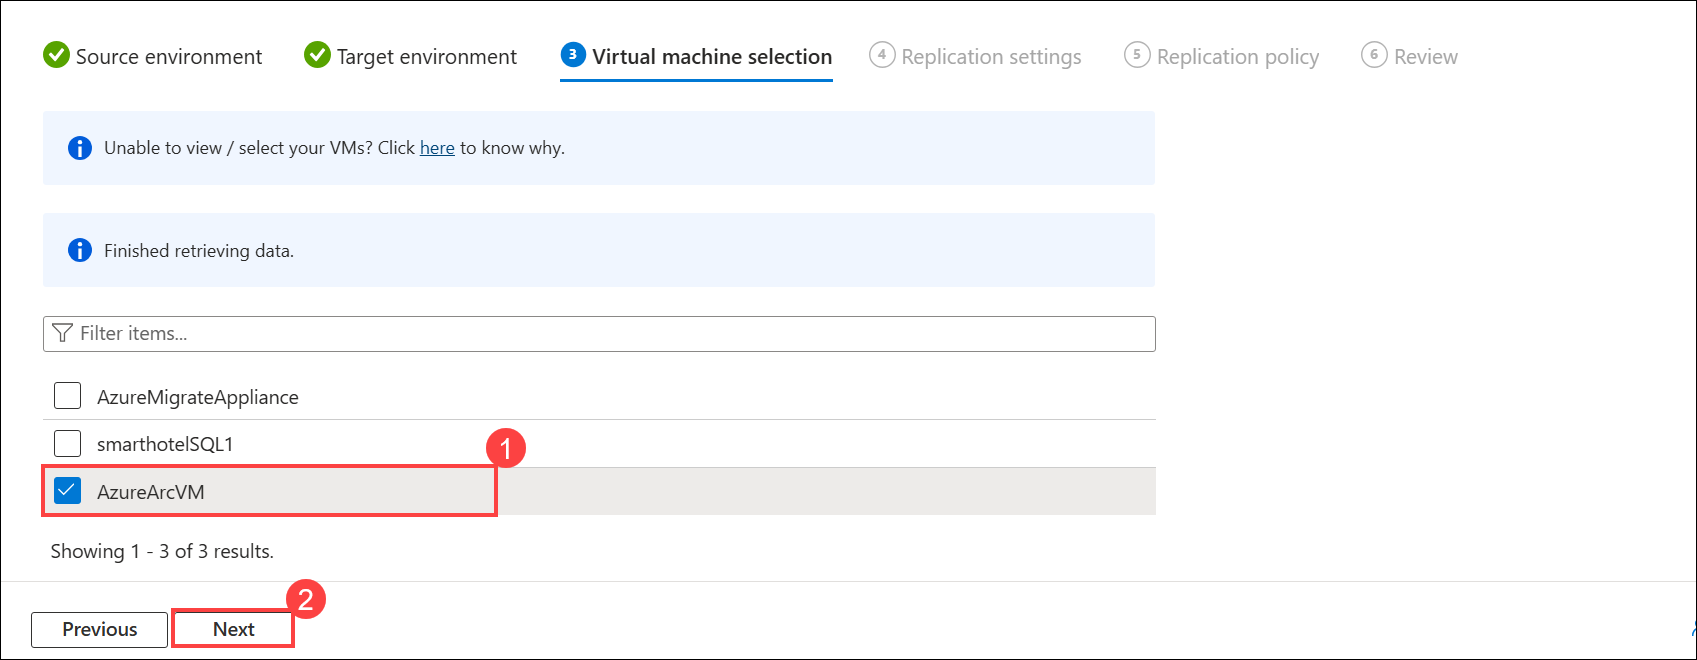 Source environment Target environment 3 Virtual machine selection 4 Replication settings 5 Replication policy 6 Review
Unable to view / select your VMs? Click here to know why.
Finished retrieving data.
Filter items...
AzureMigrateAppliance
smarthotelSQL1
1
AzureArcVM
Showing 1 - 3 of 3 results.
2
Previous Next